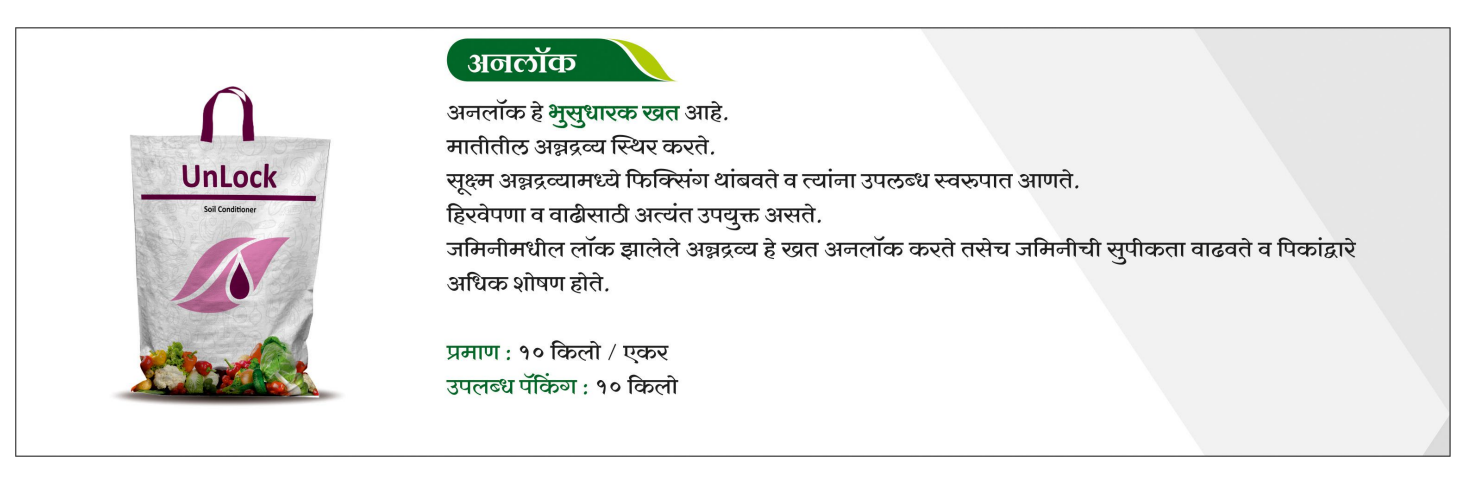 अनलॉक
UnLock
Soil Conditioner
अनलॉक हे भुसुधारक खत आहे.
मातीतील अन्नद्रव्य स्थिर करते.
सूक्ष्म अन्नद्रव्यामध्ये फिक्सिंग थांबवते व त्यांना उपलब्ध स्वरुपात आणते.
हिरवेपणा व वाढीसाठी अत्यंत उपयुक्त असते.
जमिनीमधील लॉक झालेले अन्नद्रव्य हे खत अनलॉक करते तसेच जमिनीची सुपीकता वाढवते व पिकांद्वारे
अधिक शोषण होते.
प्रमाण : १० किलो / एकर
उपलब्ध पॅकिंग : १० किलो